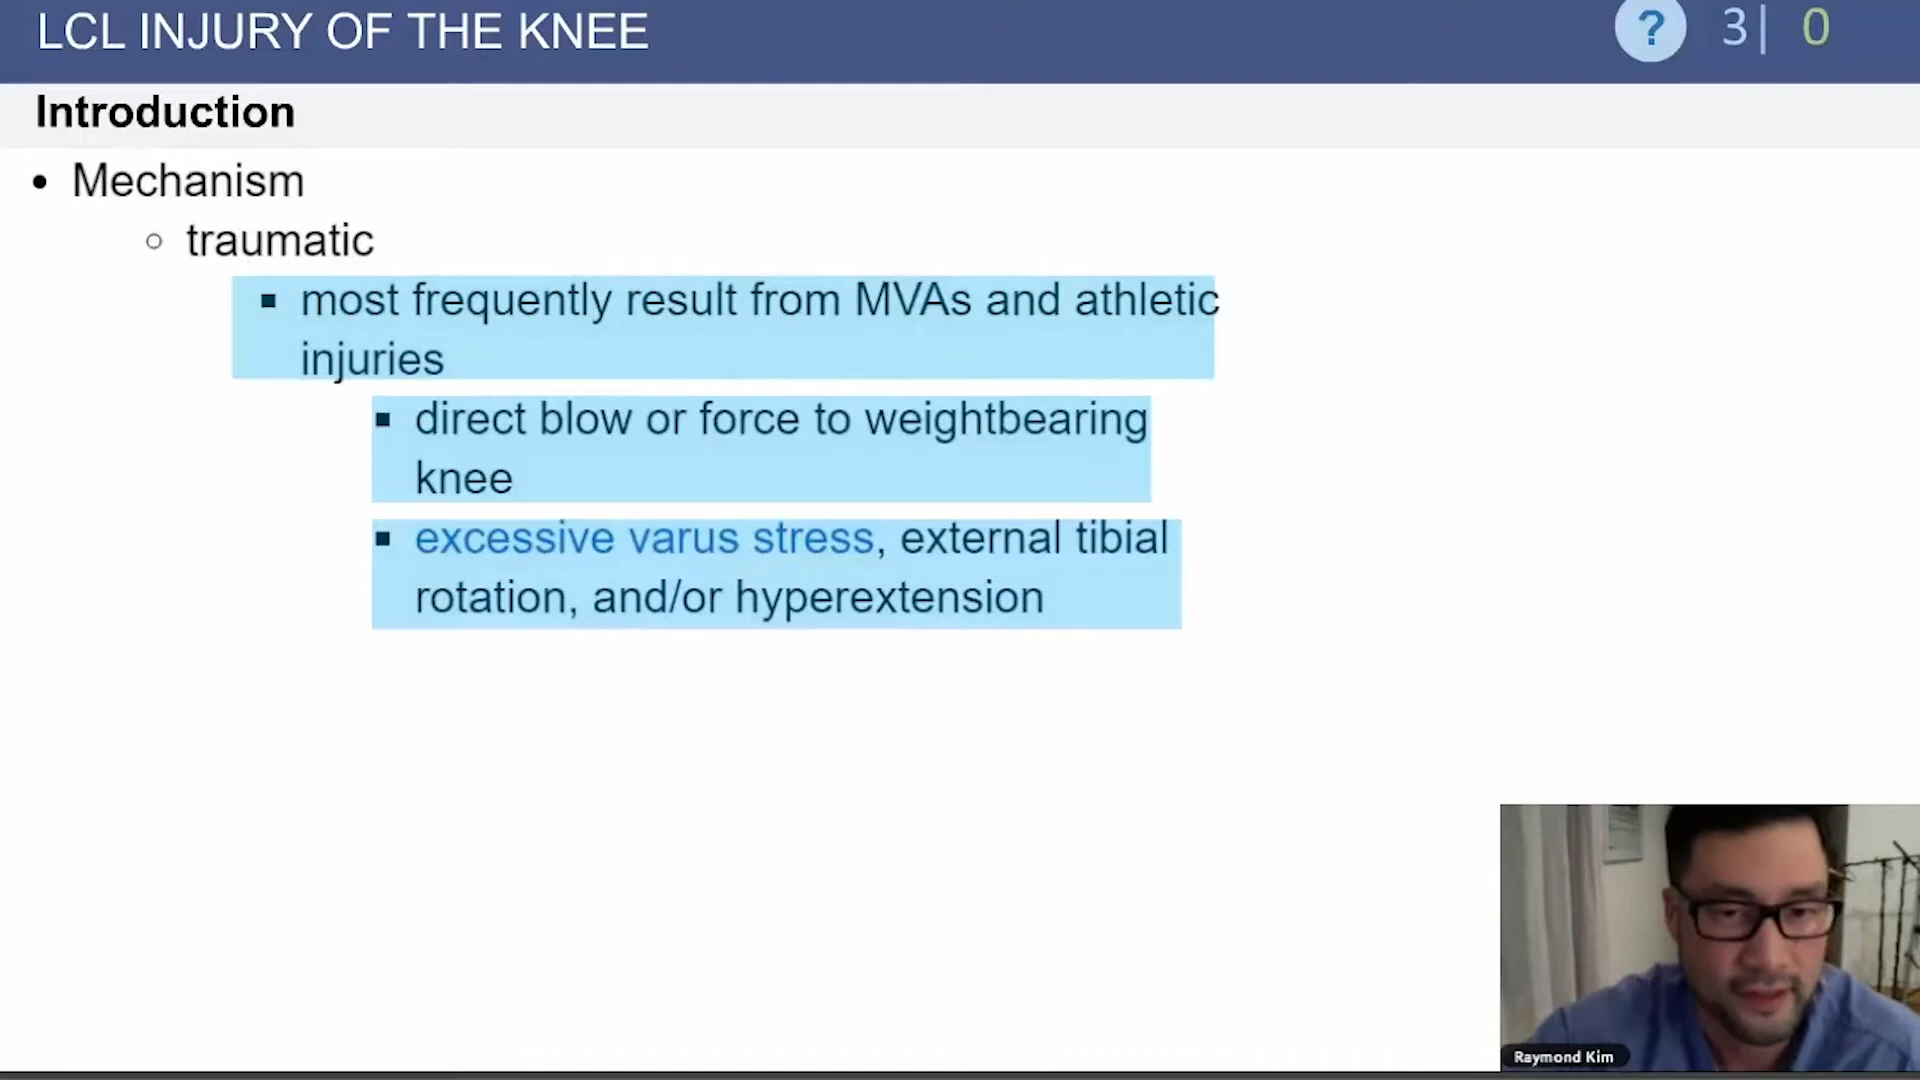 LCL INJURY OF THE KNEE
? 3| 0
Introduction
• Mechanism
○ traumatic
▪ most frequently result from MVAs and athletic
injuries
▪ direct blow or force to weightbearing
knee
▪ excessive varus stress, external tibial
rotation, and/or hyperextension
Raymond Kim